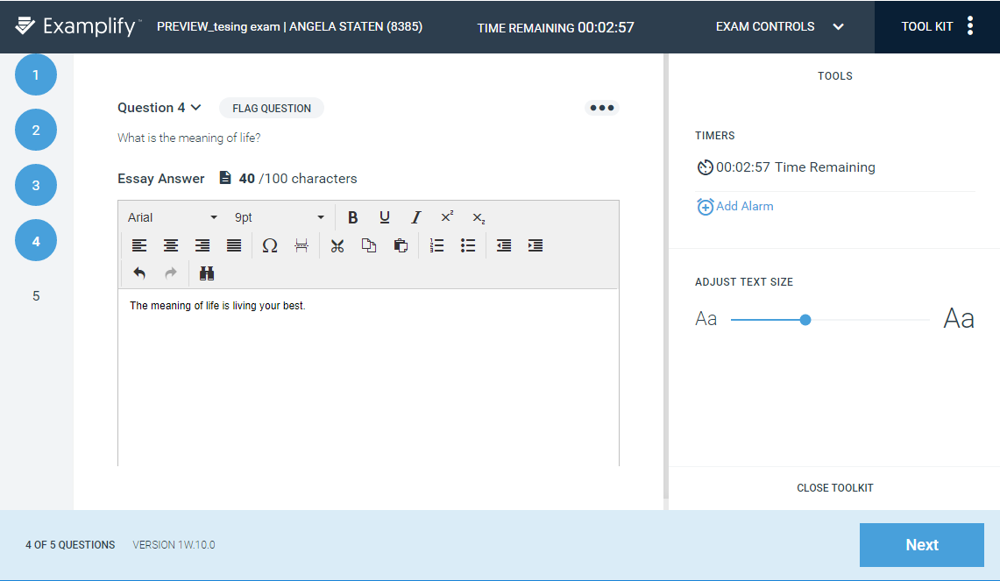 Examplify™ PREVIEW_tesing exam | ANGELA STATEN (8385) TIME REMAINING 00:02:57 EXAM CONTROLS TOOL KIT
1
2
3
4
5
Question 4 FLAG QUESTION
What is the meaning of life?
Essay Answer 40 /100 characters
Arial 9pt B U I X² X₂
Ω
The meaning of life is living your best.
TOOLS
TIMERS
00:02:57 Time Remaining
Add Alarm
ADJUST TEXT SIZE
Aa Aa
CLOSE TOOLKIT
4 OF 5 QUESTIONS VERSION 1W.10.0
Next